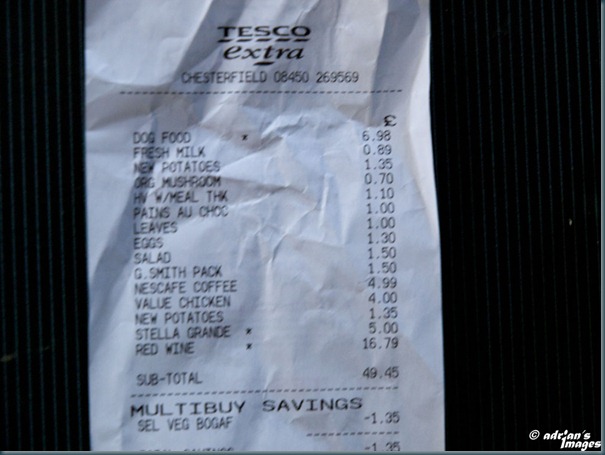 TESCO
extra
CHESTERFIELD 08450 269569
£
DOG FOOD * 6.98
FRESH MILK 0.89
NEW POTATOES 1.35
ORG MUSHROOM 0.70
HV W/MEAL THK 1.10
PAINS AU CHOC 1.00
LEAVES 1.00
EGGS 1.30
SALAD 1.50
G.SMITH PACK 1.50
NESCAFE COFFEE 4.99
VALUE CHICKEN 4.00
NEW POTATOES 1.35
STELLA GRANDE * 5.00
RED WINE * 16.79
SUB-TOTAL 49.45
MULTIBUY SAVINGS
SEL VEG BOGAF -1.35
TOTAL SAVINGS -1.35
© adrian's
Images